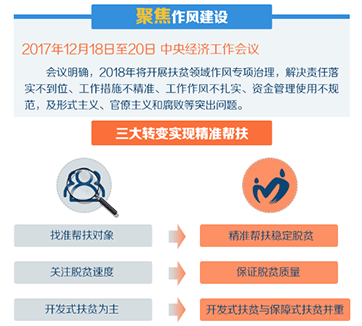 聚焦作风建设
2017年12月18日至20日 中央经济工作会议
会议明确，2018年将开展扶贫领域作风专项治理，解决责任落
实不到位、工作措施不精准、工作作风不扎实、资金管理使用不规
范，及形式主义、官僚主义和腐败等突出问题。
三大转变实现精准帮扶
找准帮扶对象
精准帮扶稳定脱贫
关注脱贫速度
保证脱贫质量
开发式扶贫为主
开发式扶贫与保障式扶贫并重